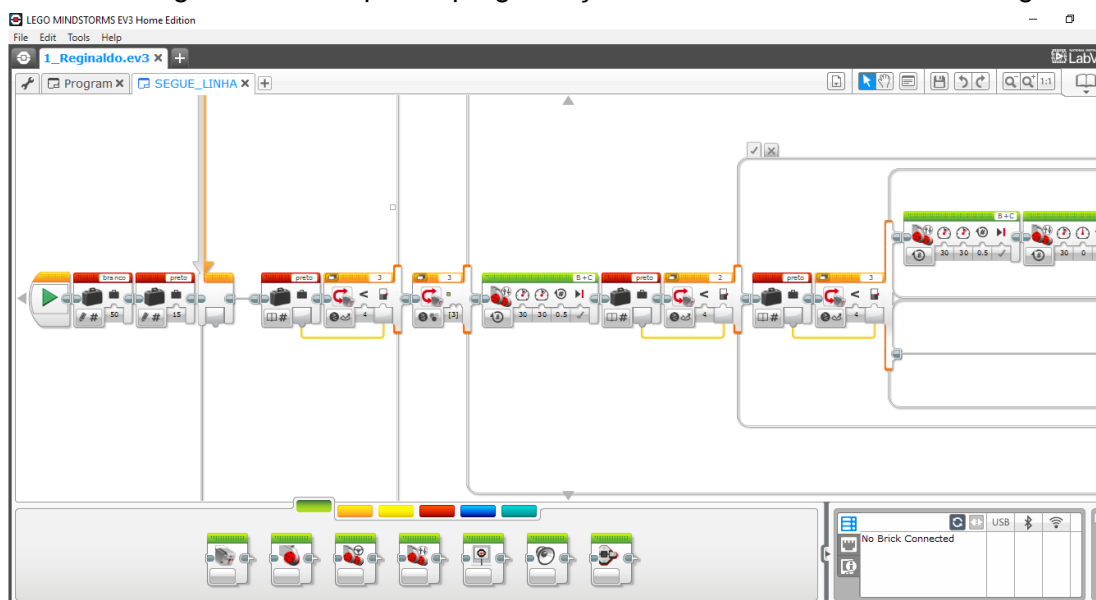 LEGO MINDSTORMS EV3 Home Edition
File Edit Tools Help
1_Reginaldo.ev3 × +
Program × SEGUE_LINHA × +
1:1
B+C
30 30 0.5 30 0
branco preto preto 3 3 B+C preto 2 preto 3
< = < <
# 50 # 15 # 4 [3] 30 30 0.5 # 4 # 4
USB
No Brick Connected